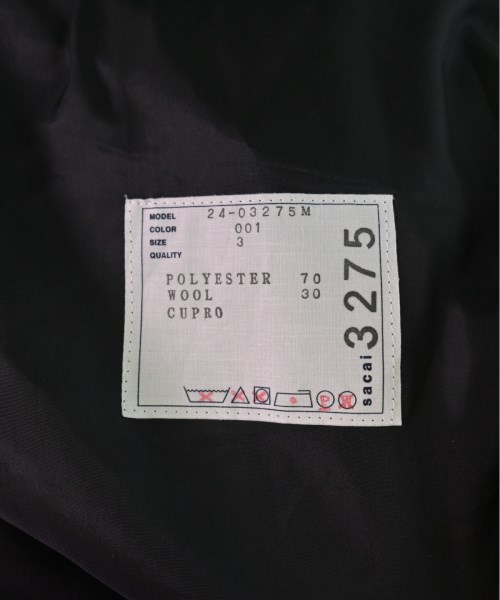 MODEL 24-03275M
COLOR 001
SIZE 3
QUALITY
POLYESTER 70
WOOL 30
CUPRO
sacai 3275